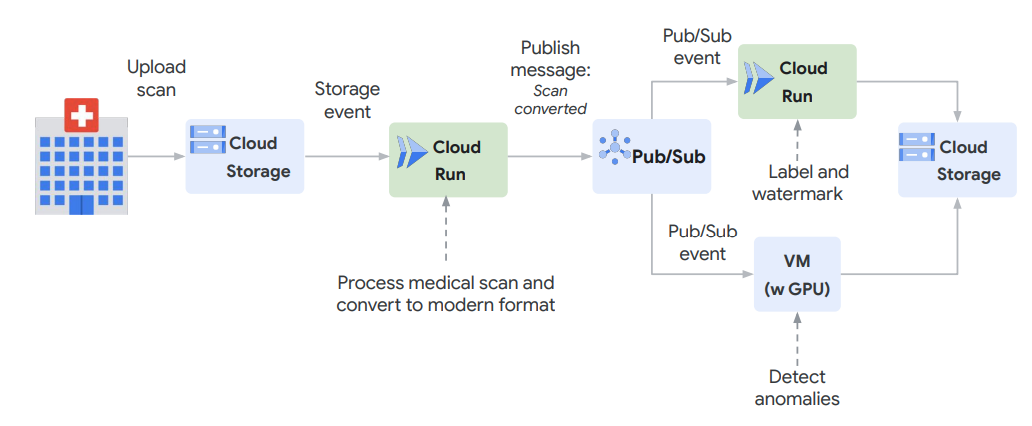 Upload
scan
Cloud
Storage
Storage
event
Cloud
Run
Process medical scan and
convert to modern format
Publish
message:
Scan
converted
Pub/Sub
Pub/Sub
event
Cloud
Run
Label and
watermark
Pub/Sub
event
VM
(w GPU)
Detect
anomalies
Cloud
Storage